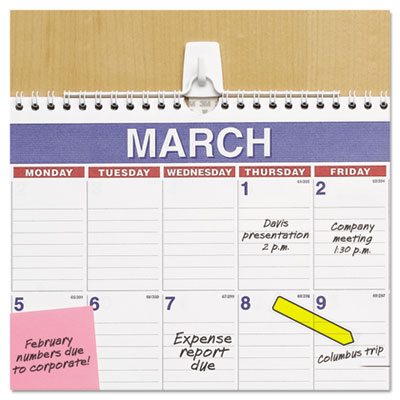 MARCH
MONDAY TUESDAY WEDNESDAY THURSDAY FRIDAY
1 2
Davis
presentation
2 p.m.
Company
meeting
1:30 p.m.
5 6 7 8 9
February
numbers due
to corporate!
Expense
report due
Columbus trip